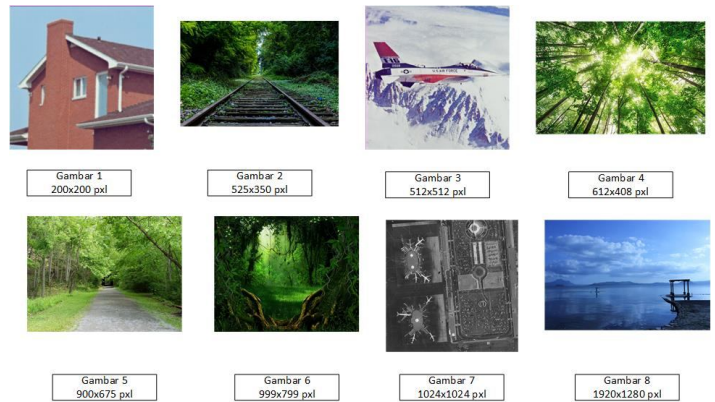 U.S. AIR FORCE
Gambar 1
200x200 pxl
Gambar 2
525x350 pxl
Gambar 3
512x512 pxl
Gambar 4
612x408 pxl
Gambar 5
900x675 pxl
Gambar 6
999x799 pxl
Gambar 7
1024x1024 pxl
Gambar 8
1920x1280 pxl